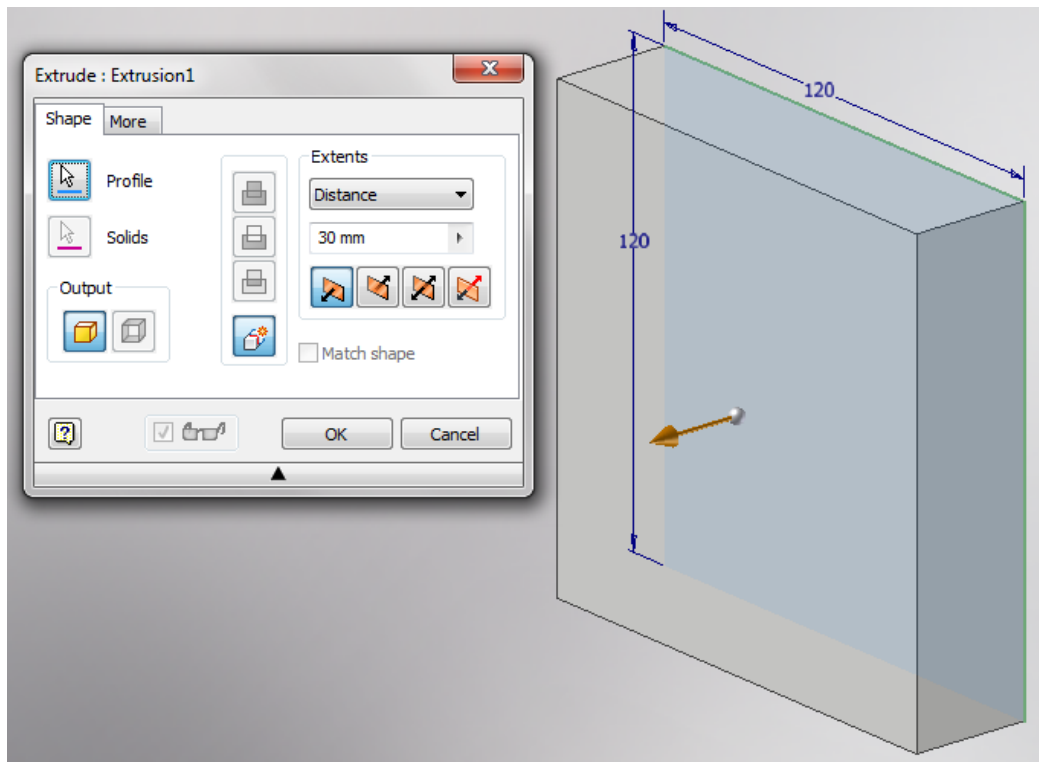 Extrude : Extrusion1
Shape
More
Profile
Solids
Output
Extents
Distance
30 mm
Match shape
OK
Cancel
120
120